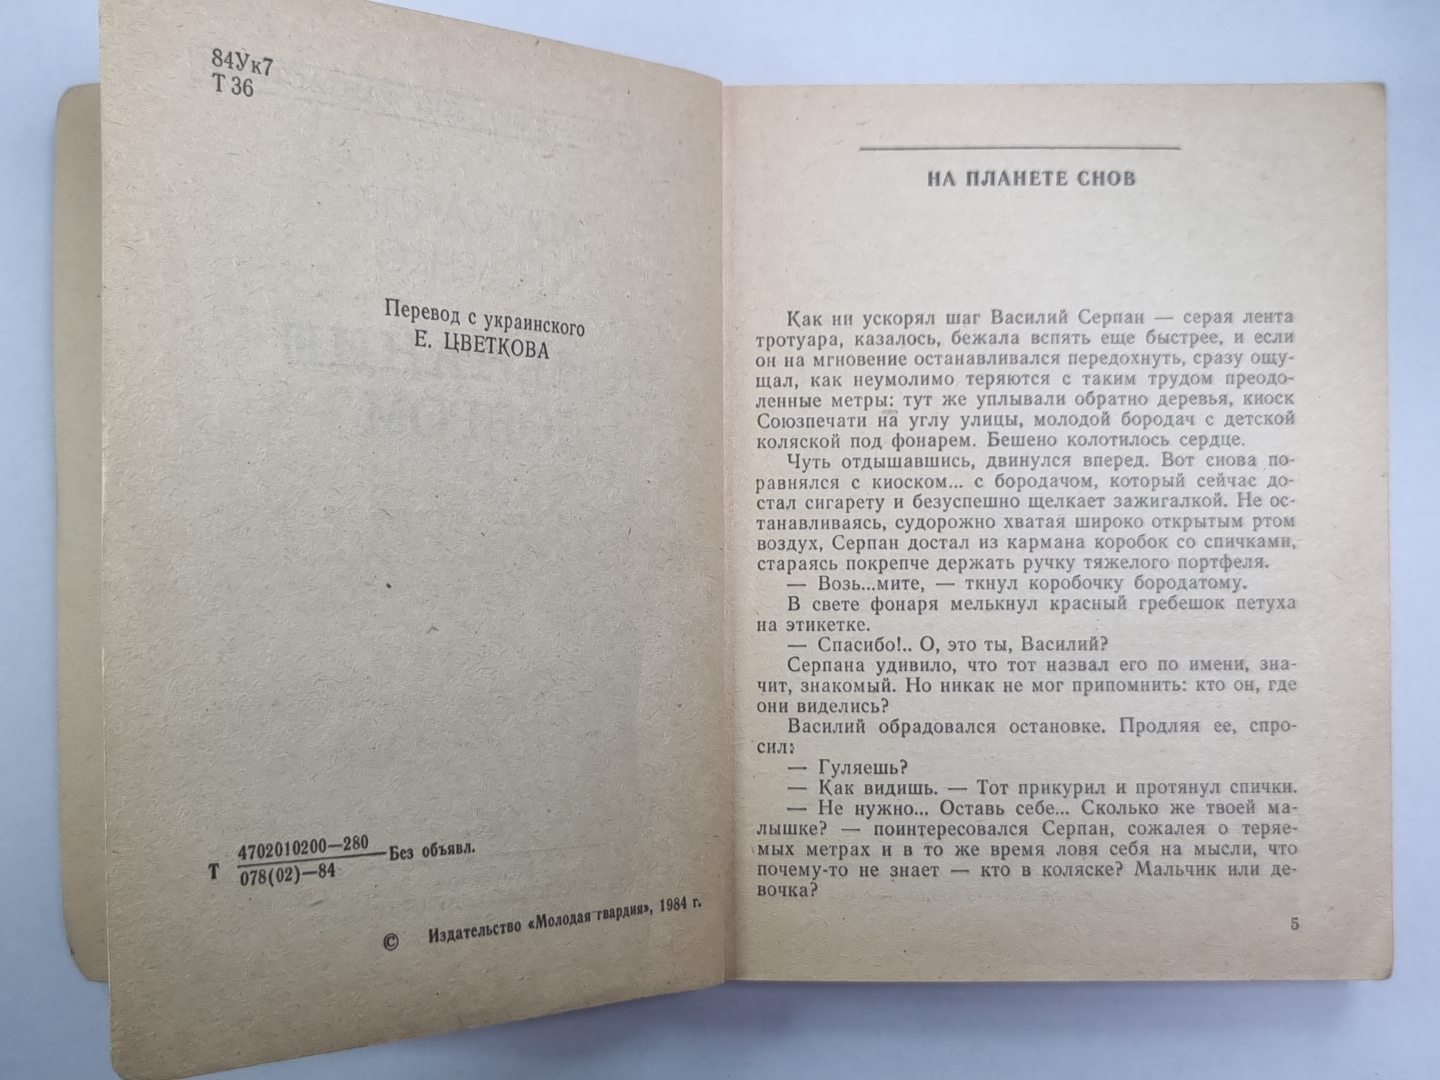 84Ук7
Т 36
Перевод с украинского
Е. ЦВЕТКОВА
Т 4702010200—280
078(02)—84
—Без объявл.
© Издательство «Молодая гвардия», 1984 г.
НА ПЛАНЕТЕ СНОВ
Как ни ускорял шаг Василий Серпан — серая лента
тротуара, казалось, бежала вспять еще быстрее, и если
он на мгновение останавливался передохнуть, сразу ощу-
щал, как неумолимо теряются с таким трудом преодо-
ленные метры: тут же уплывали обратно деревья, киоск
Союзпечати на углу улицы, молодой бородач с детской
коляской под фонарем. Бешено колотилось сердце.
Чуть отдышавшись, двинулся вперед. Вот снова по-
равнялся с киоском... с бородачом, который сейчас до-
стал сигарету и безуспешно щелкает зажигалкой. Не ос-
танавливаясь, судорожно хватая широко открытым ртом
воздух, Серпан достал из кармана коробок со спичками,
стараясь покрепче держать ручку тяжелого портфеля.
— Возь...мите, — ткнул коробочку бородатому.
В свете фонаря мелькнул красный гребешок петуха
на этикетке.
— Спасибо!.. О, это ты, Василий?
Серпана удивило, что тот назвал его по имени, зна-
чит, знакомый. Но никак не мог припомнить: кто он, где
они виделись?
Василий обрадовался остановке. Продляя ее, спро-
сил:
— Гуляешь?
— Как видишь. — Тот прикурил и протянул спички.
— Не нужно... Оставь себе... Сколько же твоей ма-
лышке? — поинтересовался Серпан, сожалея о теряе-
мых метрах и в то же время ловя себя на мысли, что
почему-то не знает — кто в коляске? Мальчик или де-
вочка?
5